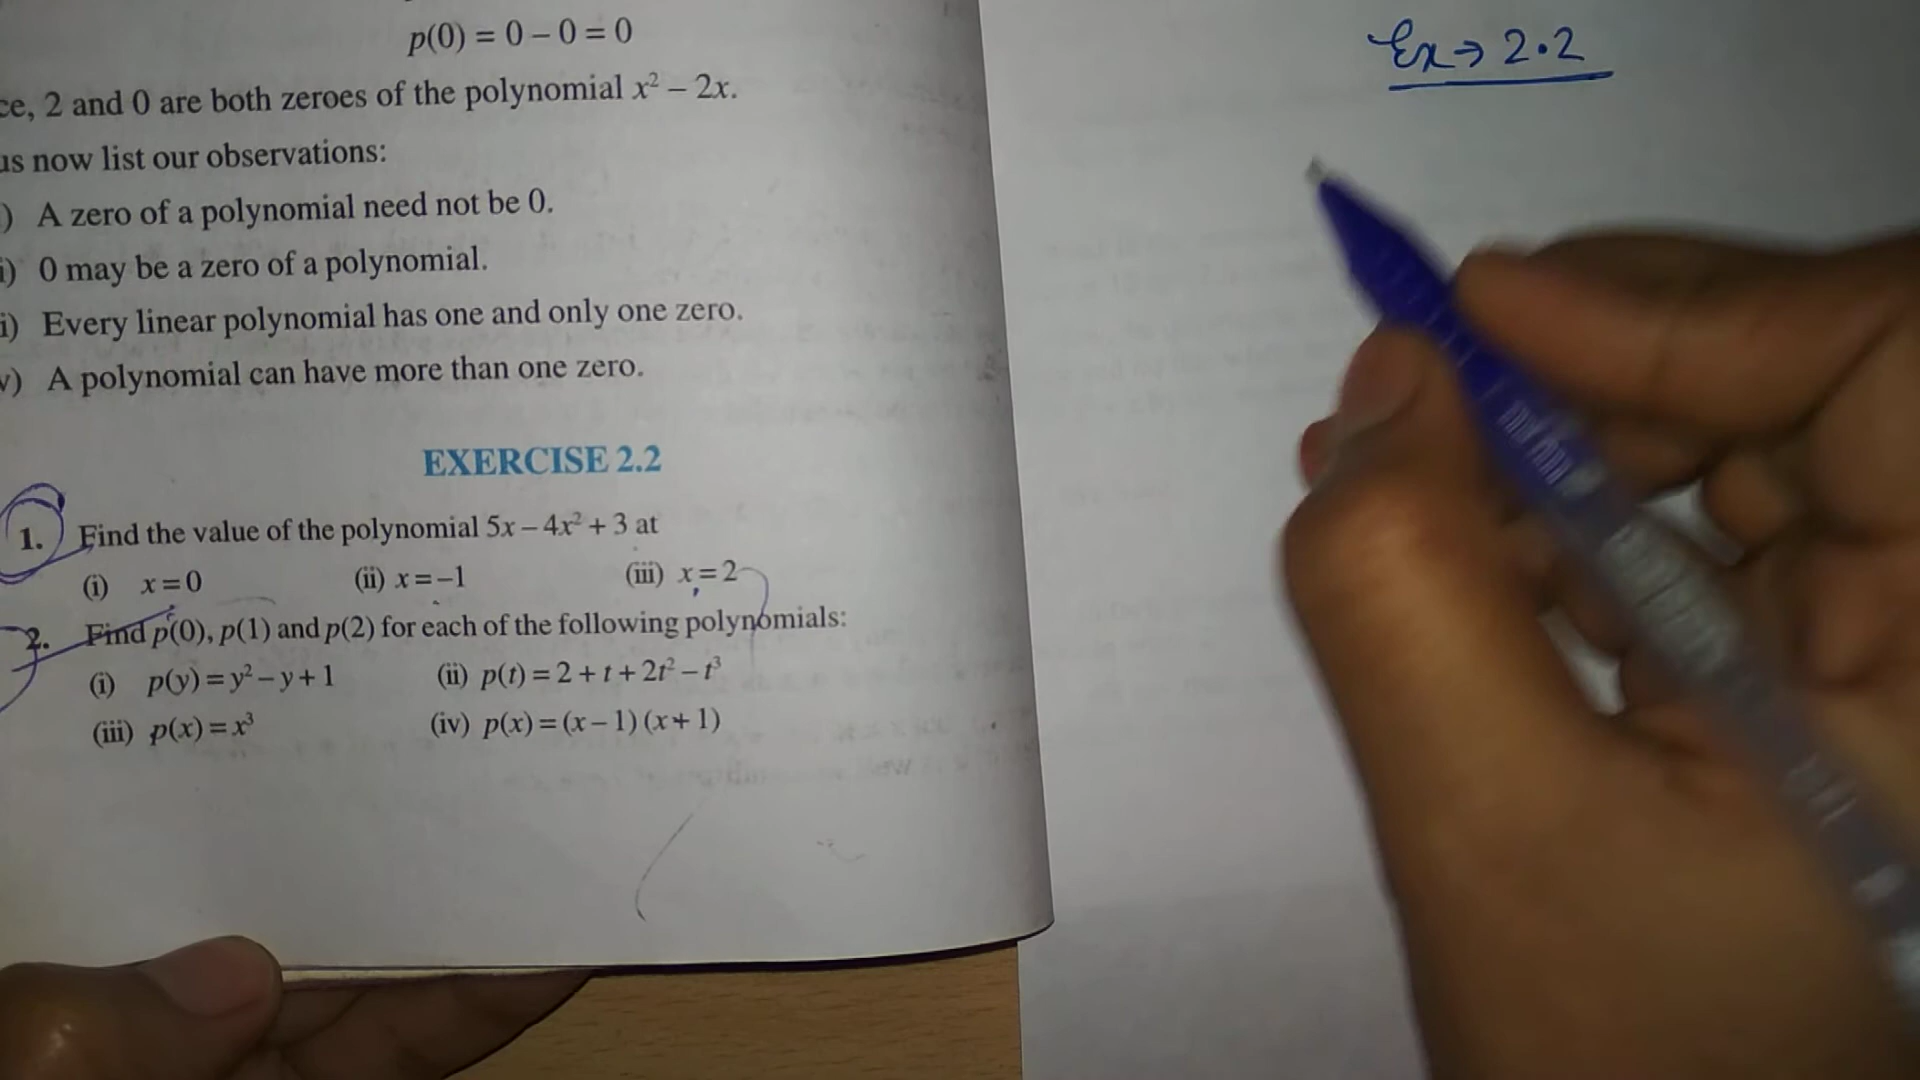 p(0) = 0 – 0 = 0
ce, 2 and 0 are both zeroes of the polynomial x² – 2x.
us now list our observations:
) A zero of a polynomial need not be 0.
i) 0 may be a zero of a polynomial.
i) Every linear polynomial has one and only one zero.
v) A polynomial can have more than one zero.
EXERCISE 2.2
1. Find the value of the polynomial 5x – 4x² + 3 at
(i) x = 0 (ii) x = –1 (iii) x = 2
2. Find p(0), p(1) and p(2) for each of the following polynomials:
(i) p(y) = y² – y + 1 (ii) p(t) = 2 + t + 2t² – t³
(iii) p(x) = x³ (iv) p(x) = (x – 1) (x + 1)
Ex → 2.2